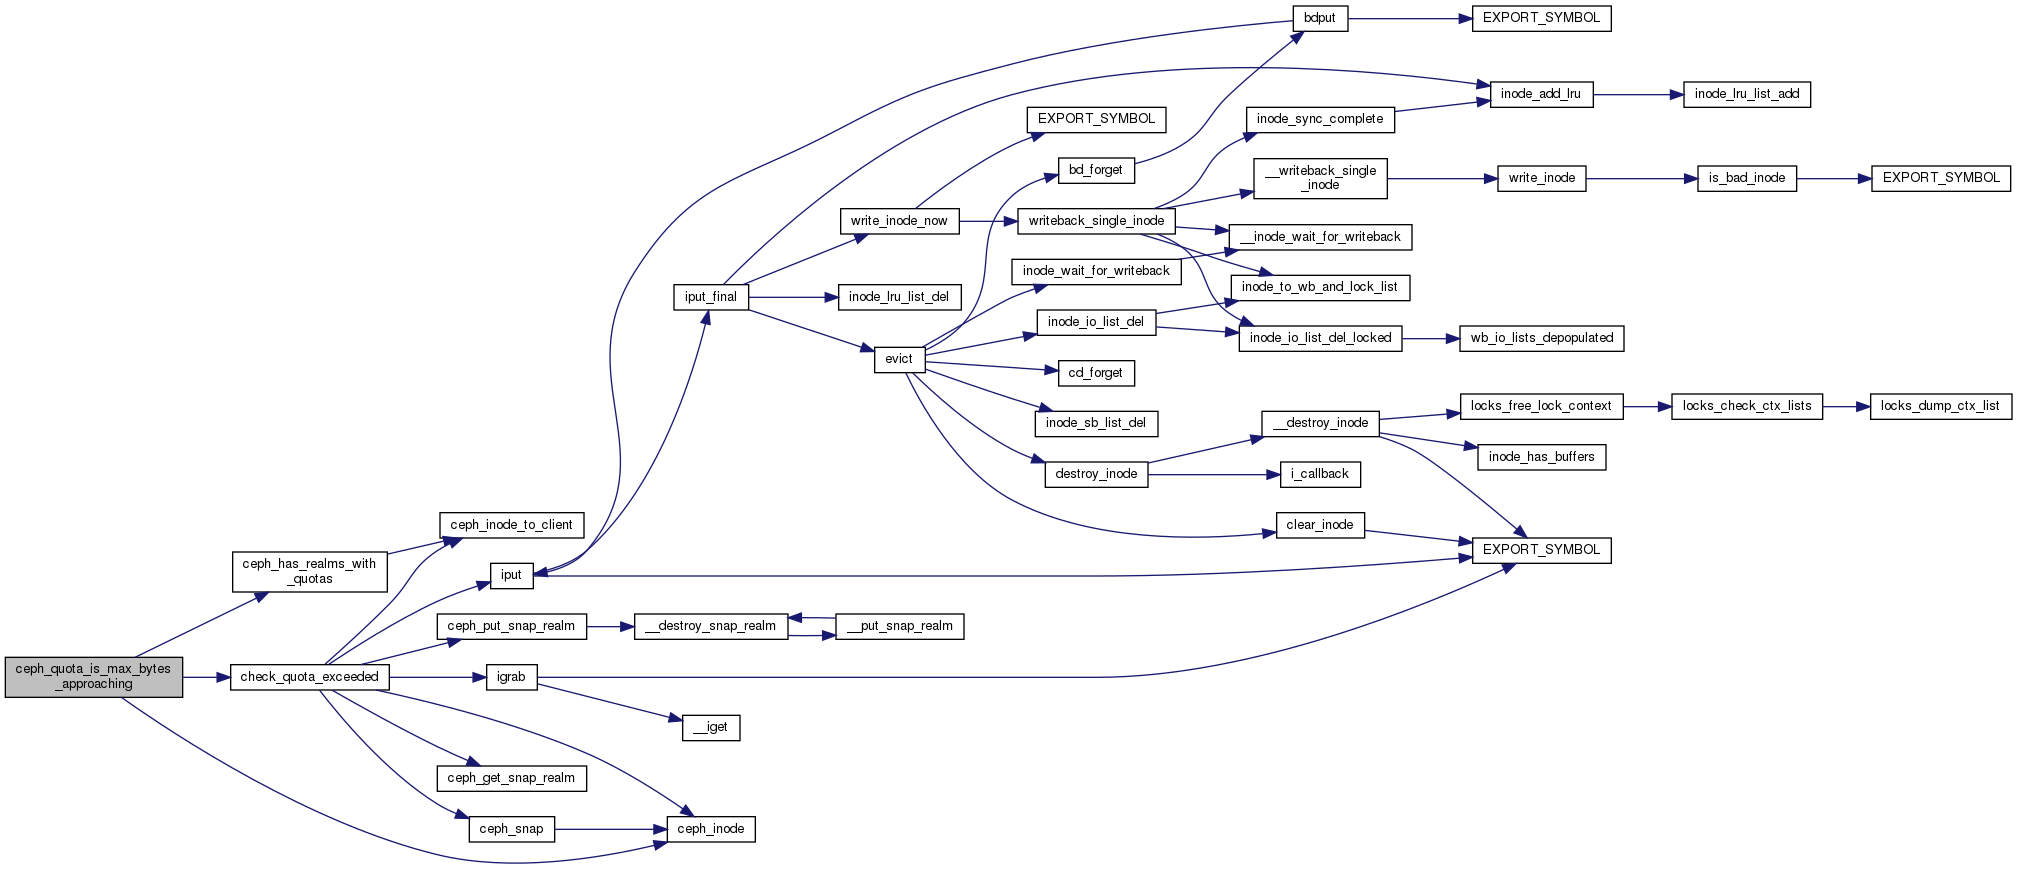 bdput
EXPORT_SYMBOL
inode_add_lru
inode_lru_list_add
EXPORT_SYMBOL
inode_sync_complete
bd_forget
__writeback_single
_inode
write_inode
is_bad_inode
EXPORT_SYMBOL
write_inode_now
writeback_single_inode
__inode_wait_for_writeback
inode_wait_for_writeback
inode_to_wb_and_lock_list
iput_final
inode_lru_list_del
inode_io_list_del
inode_io_list_del_locked
wb_io_lists_depopulated
evict
cd_forget
inode_sb_list_del
__destroy_inode
locks_free_lock_context
locks_check_ctx_lists
locks_dump_ctx_list
inode_has_buffers
destroy_inode
i_callback
ceph_inode_to_client
clear_inode
EXPORT_SYMBOL
ceph_has_realms_with
_quotas
iput
ceph_put_snap_realm
__destroy_snap_realm
__put_snap_realm
ceph_quota_is_max_bytes
_approaching
check_quota_exceeded
igrab
__iget
ceph_get_snap_realm
ceph_snap
ceph_inode